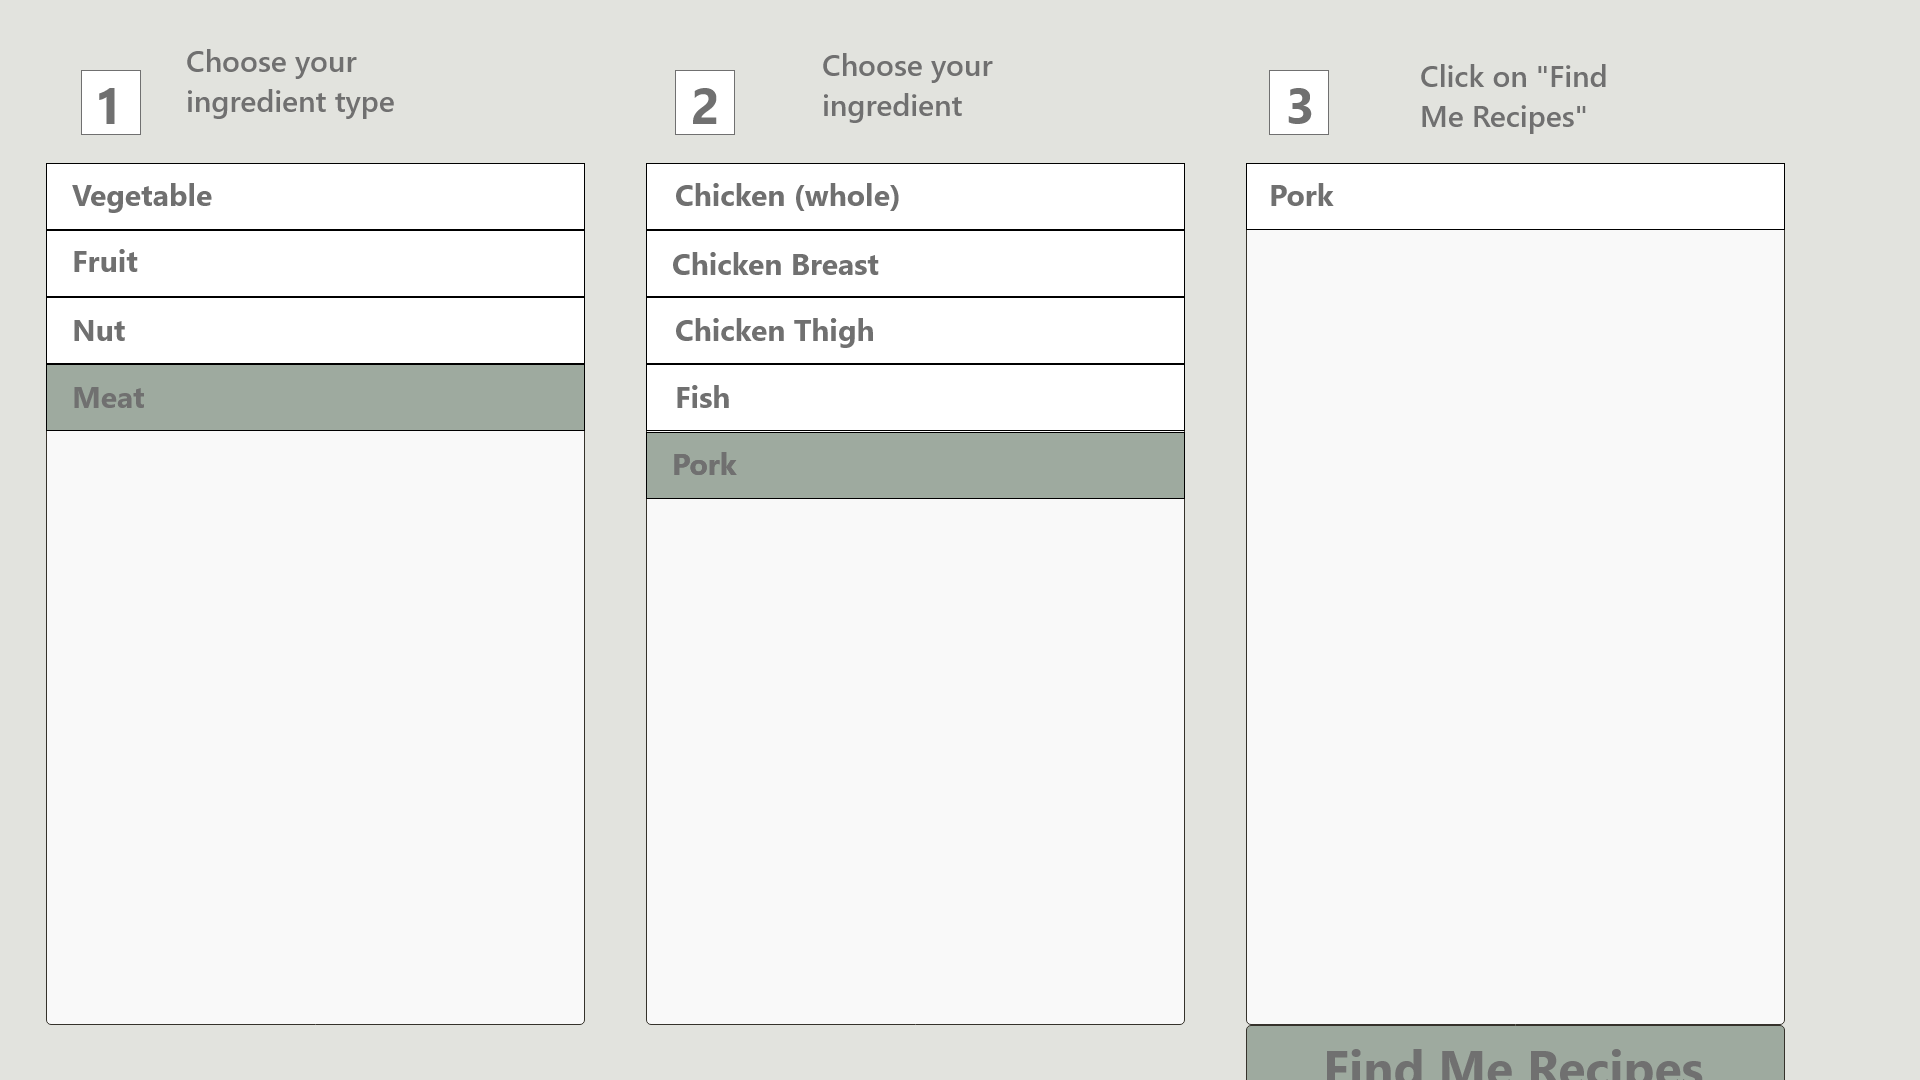 1
Choose your
ingredient type
2
Choose your
ingredient
3
Click on "Find
Me Recipes"
Vegetable
Fruit
Nut
Meat
Chicken (whole)
Chicken Breast
Chicken Thigh
Fish
Pork
Pork
Find Me Recipes